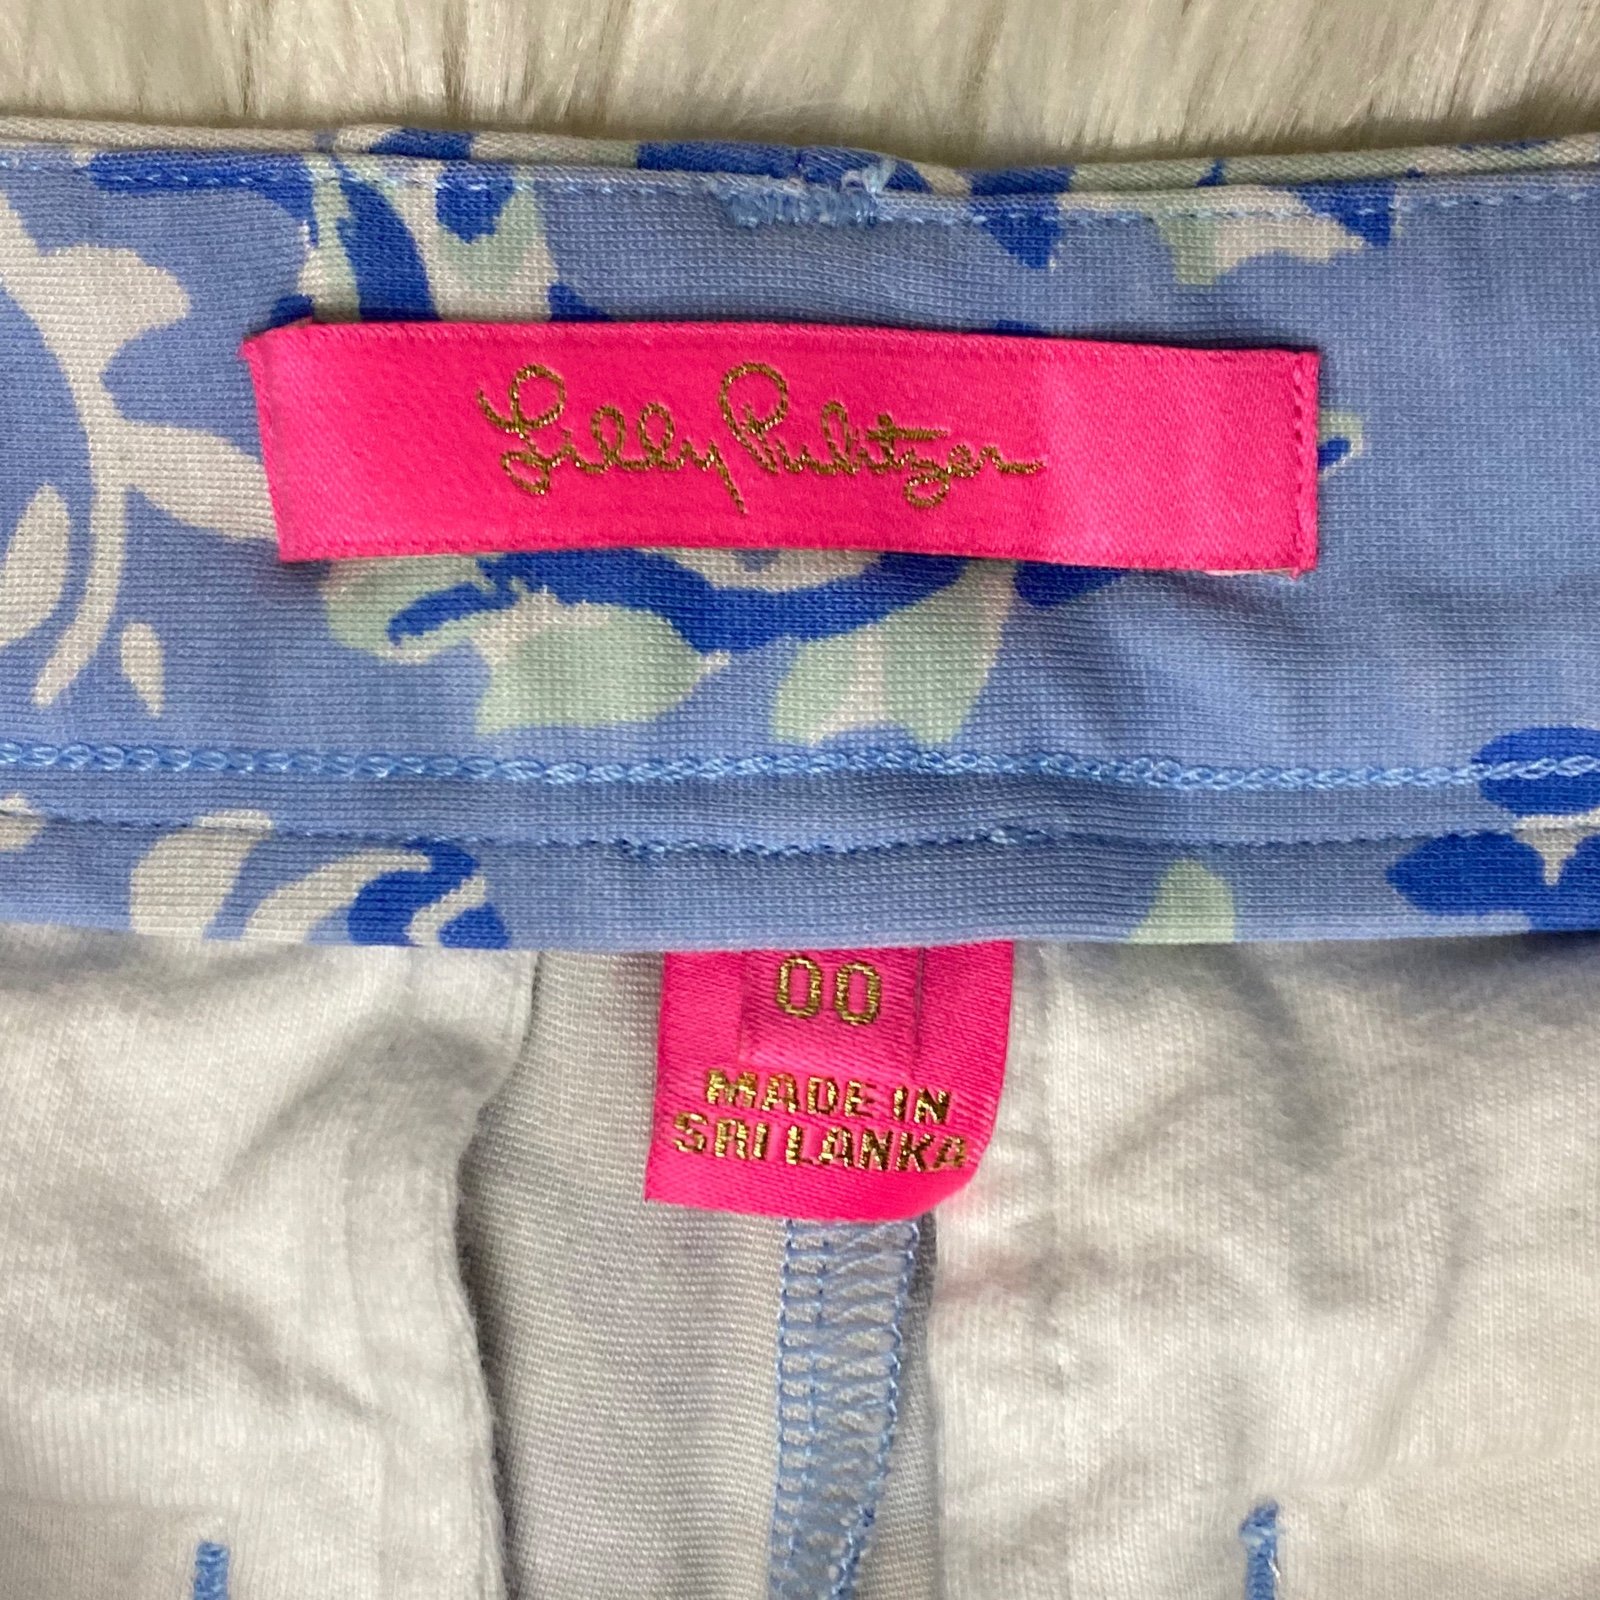 Lilly Pulitzer
00
MADE IN
SRI LANKA